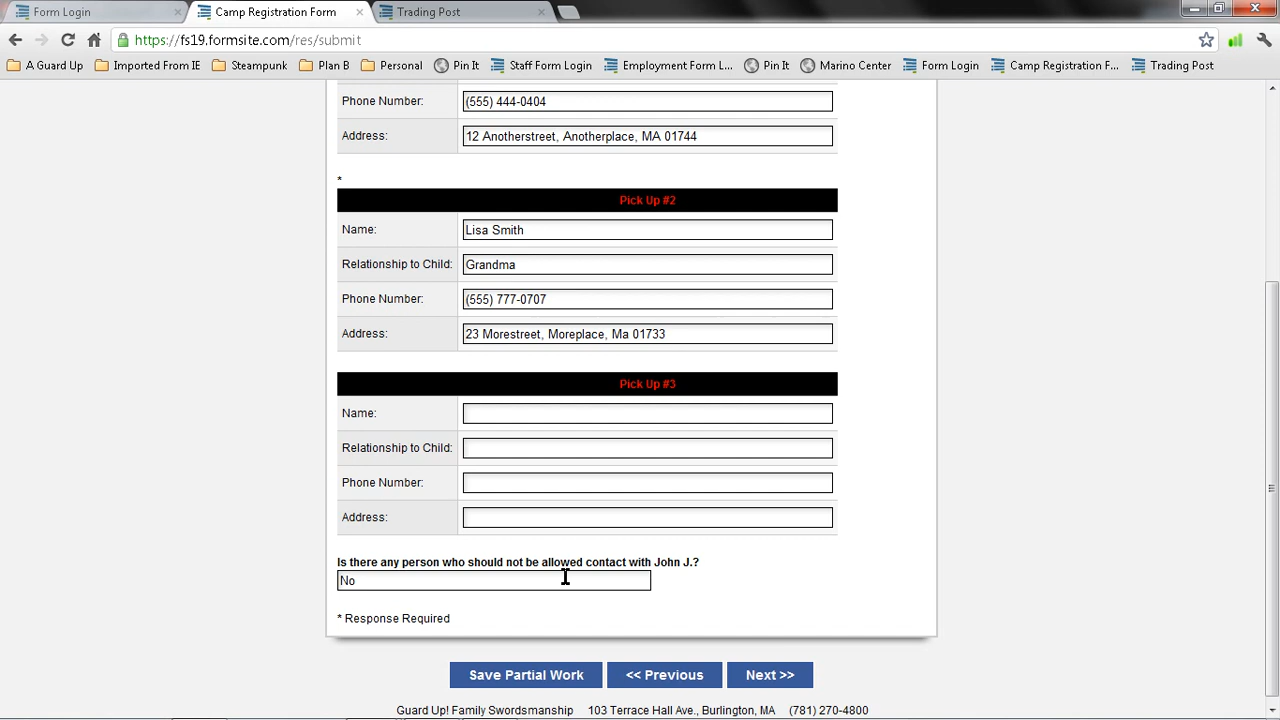 Form Login
Camp Registration Form
Trading Post
https://fs19.formsite.com/res/submit
A Guard Up
Imported From IE
Steampunk
Plan B
Personal
Pin It
Staff Form Login
Employment Form L...
Pin It
Marino Center
Form Login
Camp Registration F...
Trading Post
Phone Number: (555) 444-0404
Address: 12 Anotherstreet, Anotherplace, MA 01744
*
Pick Up #2
Name: Lisa Smith
Relationship to Child: Grandma
Phone Number: (555) 777-0707
Address: 23 Morestreet, Moreplace, Ma 01733
Pick Up #3
Name:
Relationship to Child:
Phone Number:
Address:
Is there any person who should not be allowed contact with John J.?
No
* Response Required
Save Partial Work
<< Previous
Next >>
Guard Up! Family Swordsmanship 103 Terrace Hall Ave., Burlington, MA (781) 270-4800